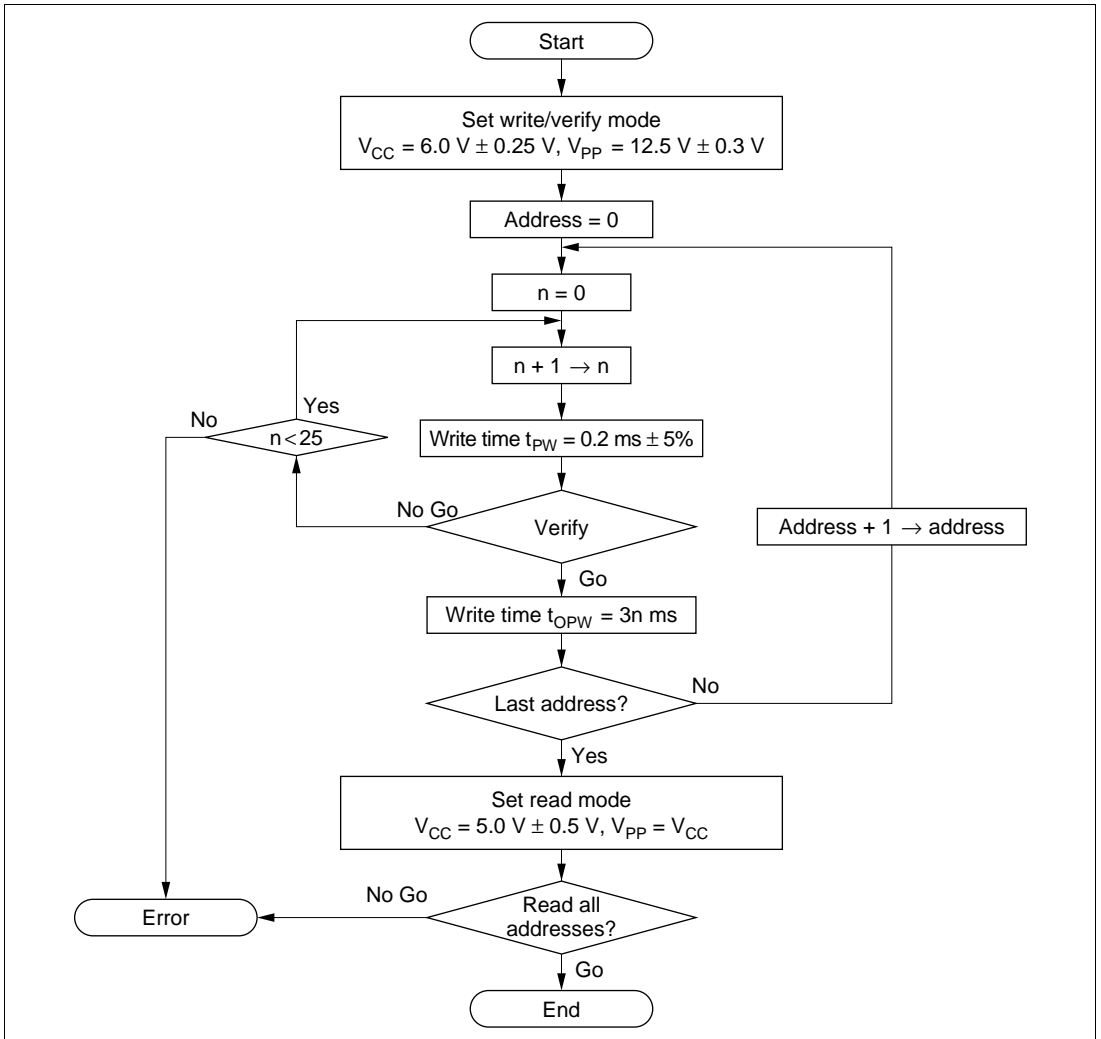 Start
Set write/verify mode
VCC = 6.0 V ± 0.25 V, VPP = 12.5 V ± 0.3 V
Address = 0
n = 0
n + 1 → n
No
Yes
n<25
Write time tPW = 0.2 ms ± 5%
No Go
Verify
Address + 1 → address
Go
Write time tOPW = 3n ms
Last address?
No
Yes
Set read mode
VCC = 5.0 V ± 0.5 V, VPP = VCC
No Go
Error
Read all
addresses?
Go
End